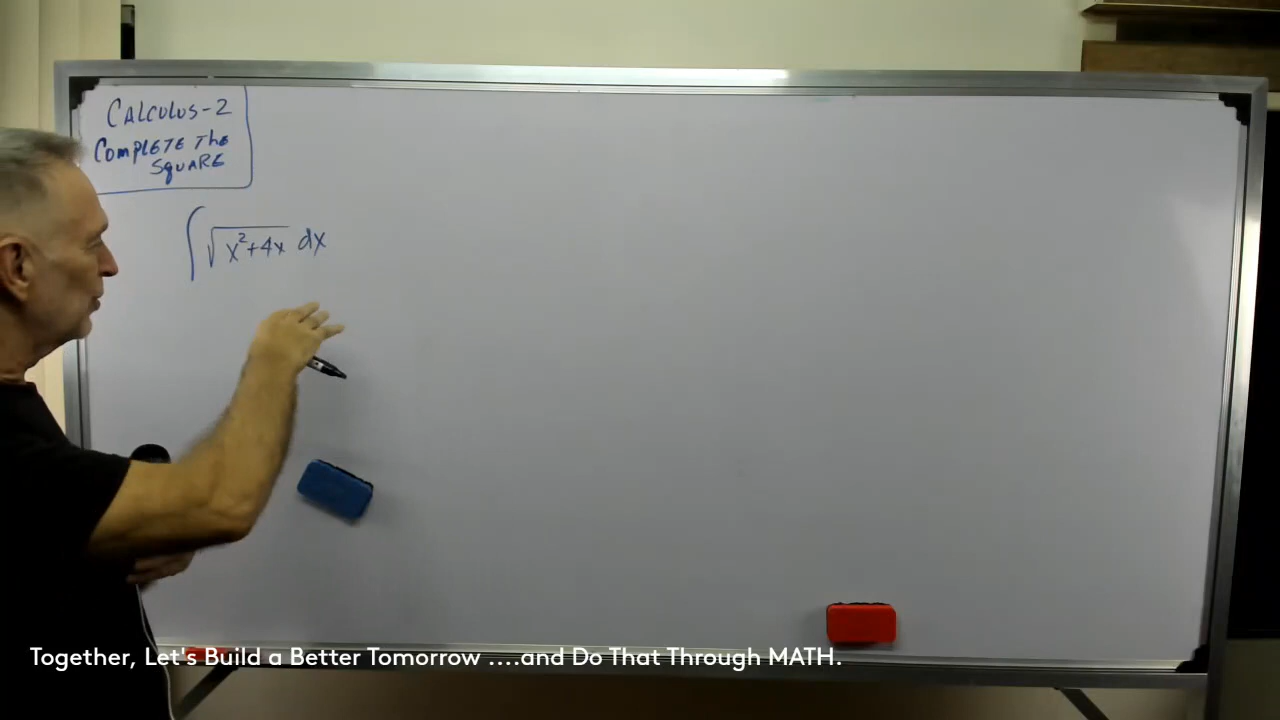 CALCULUS-2
COMPLETE The
SQUARE
∫√x²+4x dx
Together, Let's Build a Better Tomorrow ....and Do That Through MATH.